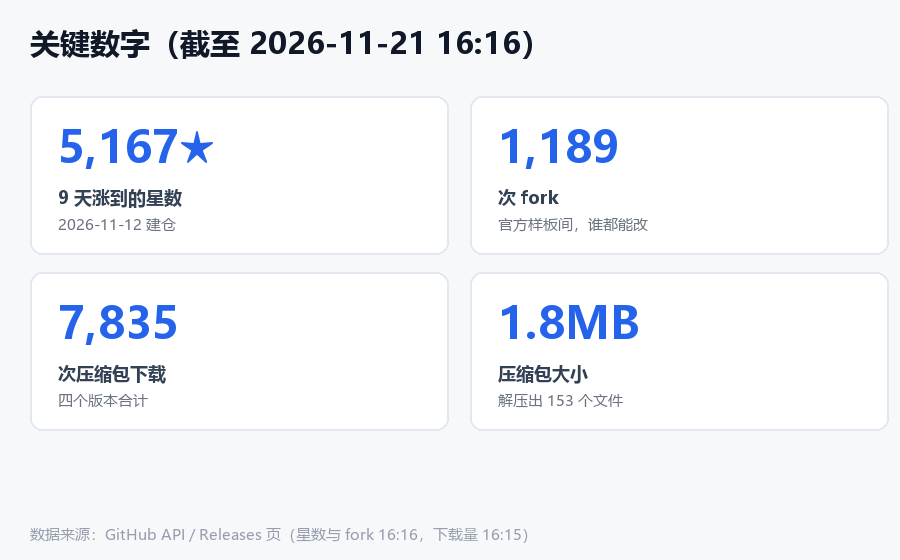 关键数字（截至 2026-11-21 16:16）
5,167★
9 天涨到的星数
2026-11-12 建仓
1,189
次 fork
官方样板间，谁都能改
7,835
次压缩包下载
四个版本合计
1.8MB
压缩包大小
解压出 153 个文件
数据来源：GitHub API / Releases 页（星数与 fork 16:16，下载量 16:15）